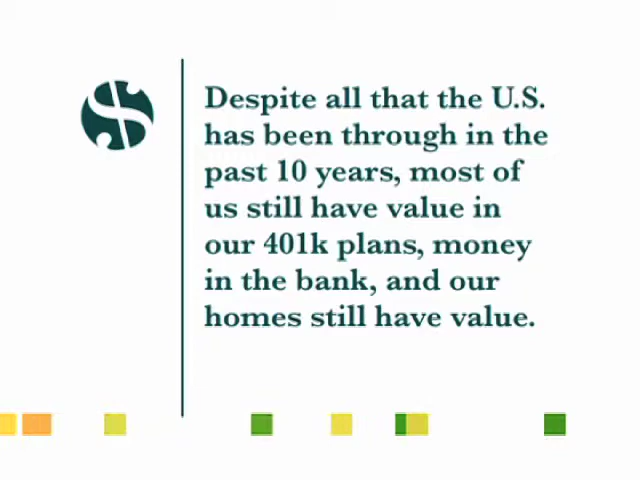 Despite all that the U.S.
has been through in the
past 10 years, most of
us still have value in
our 401k plans, money
in the bank, and our
homes still have value.